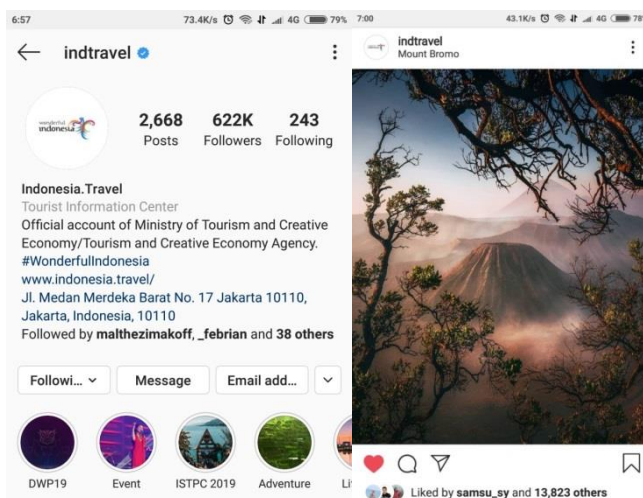 6:57
73.4K/s
4G
79%
indtravel
wonderful
indonesia
2,668
622K
243
Posts
Followers
Following
Indonesia.Travel
Tourist Information Center
Official account of Ministry of Tourism and Creative
Economy/Tourism and Creative Economy Agency.
#WonderfulIndonesia
www.indonesia.travel/
Jl. Medan Merdeka Barat No. 17 Jakarta 10110,
Jakarta, Indonesia, 10110
Followed by malthezimakoff, _febrian and 38 others
Followi...
Message
Email add...
DWP19
Event
ISTPC 2019
Adventure
7:00
43.1K/s
4G
indtravel
Mount Bromo
Liked by samsu_sy and 13,823 others